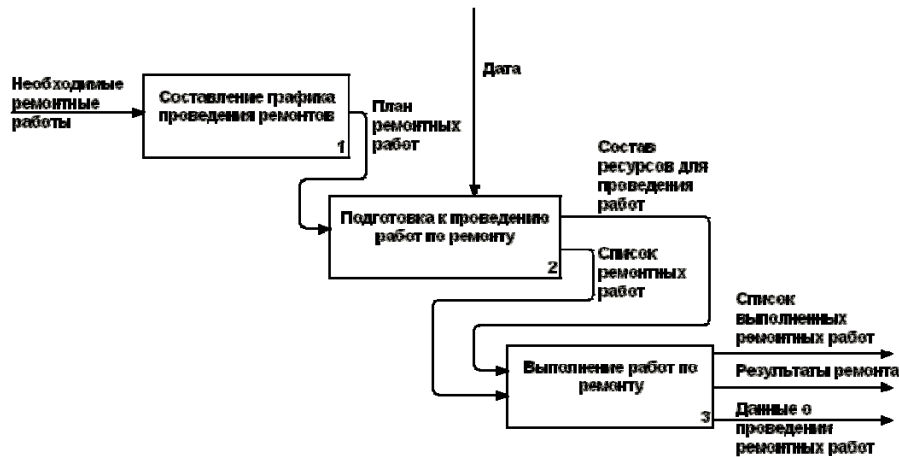 Необходимые
ремонтные
работы
Составление графика
проведения ремонтов
1
План
ремонтных
работ
Дата
Подготовка к проведению
работ по ремонту
2
Состав
ресурсов для
проведения
работ
Список
ремонтных
работ
Выполнение работ по
ремонту
3
Список
выполненных
ремонтных работ
Результаты ремонта
Данные о
проведении
ремонтных работ